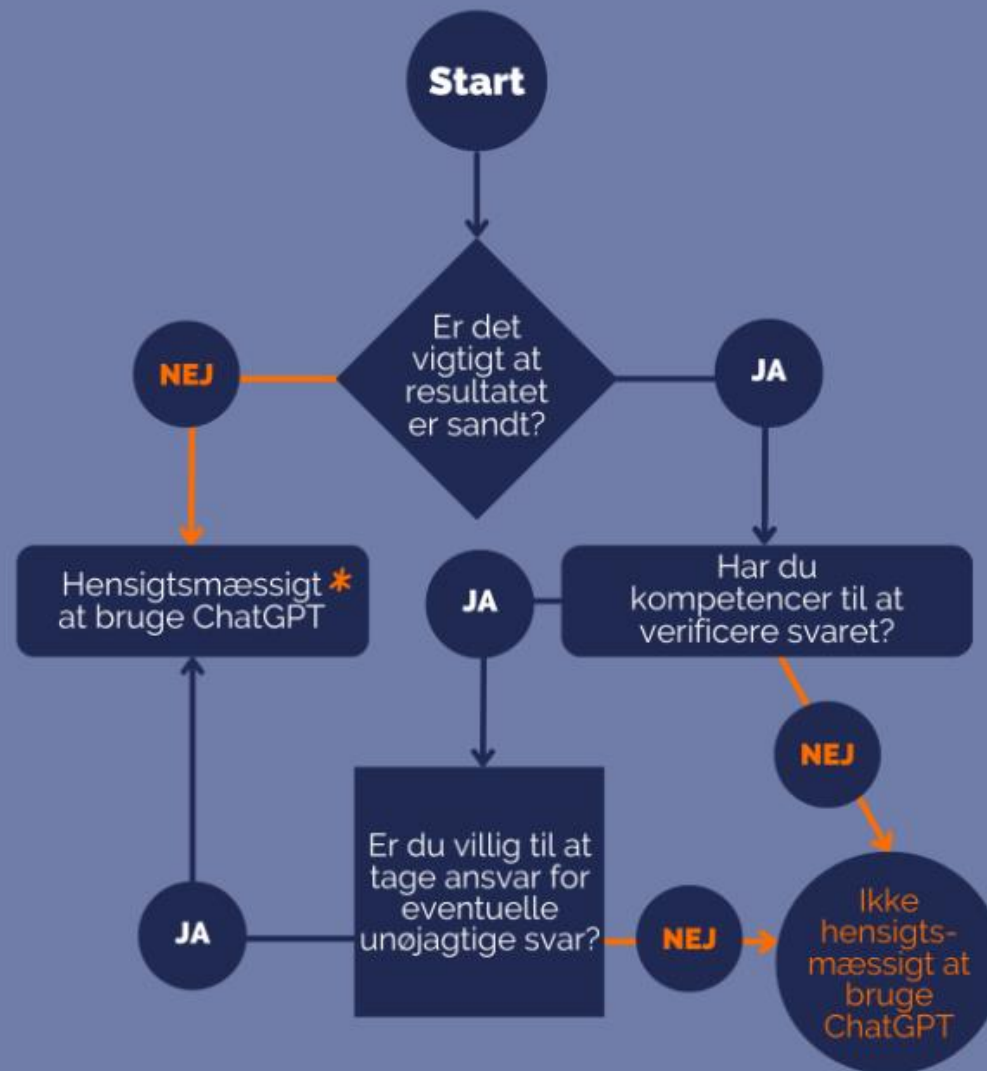 Start
Er det
vigtigt at
resultatet
er sandt?
NEJ
JA
Hensigtsmæssigt *
at bruge ChatGPT
JA
Har du
kompetencer til at
verificere svaret?
NEJ
Er du villig til at
tage ansvar for
eventuelle
unøjagtige svar?
JA
NEJ
Ikke
hensigts-
mæssigt at
bruge
ChatGPT